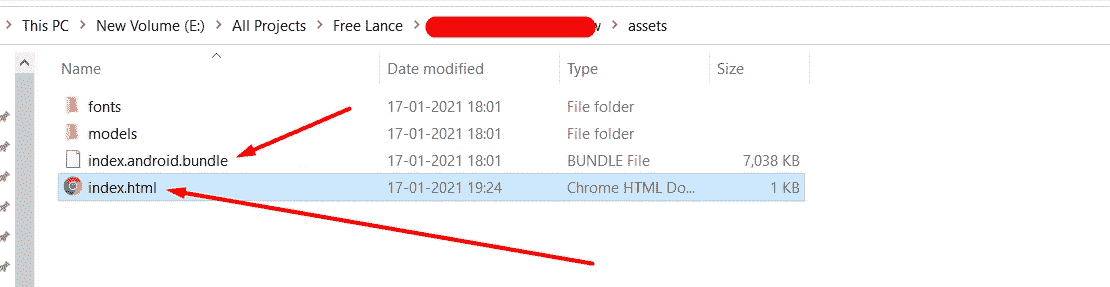 This PC > New Volume (E:) > All Projects > Free Lance > w > assets
Name Date modified Type Size
fonts 17-01-2021 18:01 File folder
models 17-01-2021 18:01 File folder
index.android.bundle 17-01-2021 18:01 BUNDLE File 7,038 KB
index.html 17-01-2021 19:24 Chrome HTML Do... 1 KB